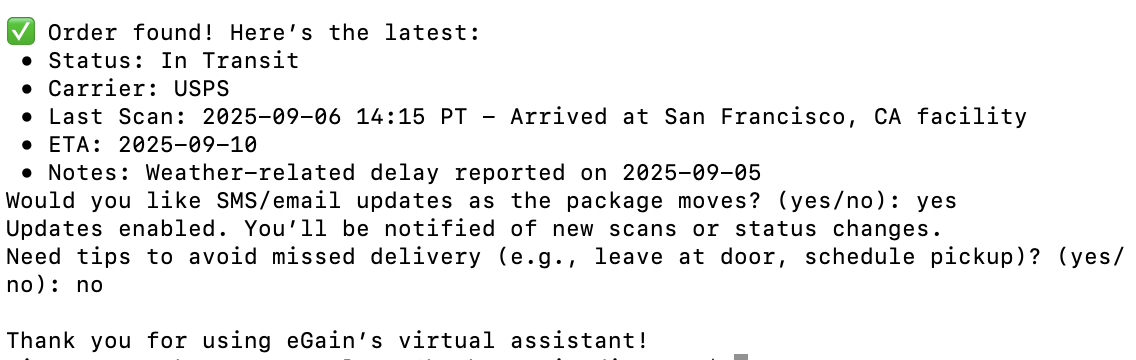 ✅ Order found! Here’s the latest:
• Status: In Transit
• Carrier: USPS
• Last Scan: 2025-09-06 14:15 PT – Arrived at San Francisco, CA facility
• ETA: 2025-09-10
• Notes: Weather-related delay reported on 2025-09-05
Would you like SMS/email updates as the package moves? (yes/no): yes
Updates enabled. You’ll be notified of new scans or status changes.
Need tips to avoid missed delivery (e.g., leave at door, schedule pickup)? (yes/
no): no
Thank you for using eGain’s virtual assistant!